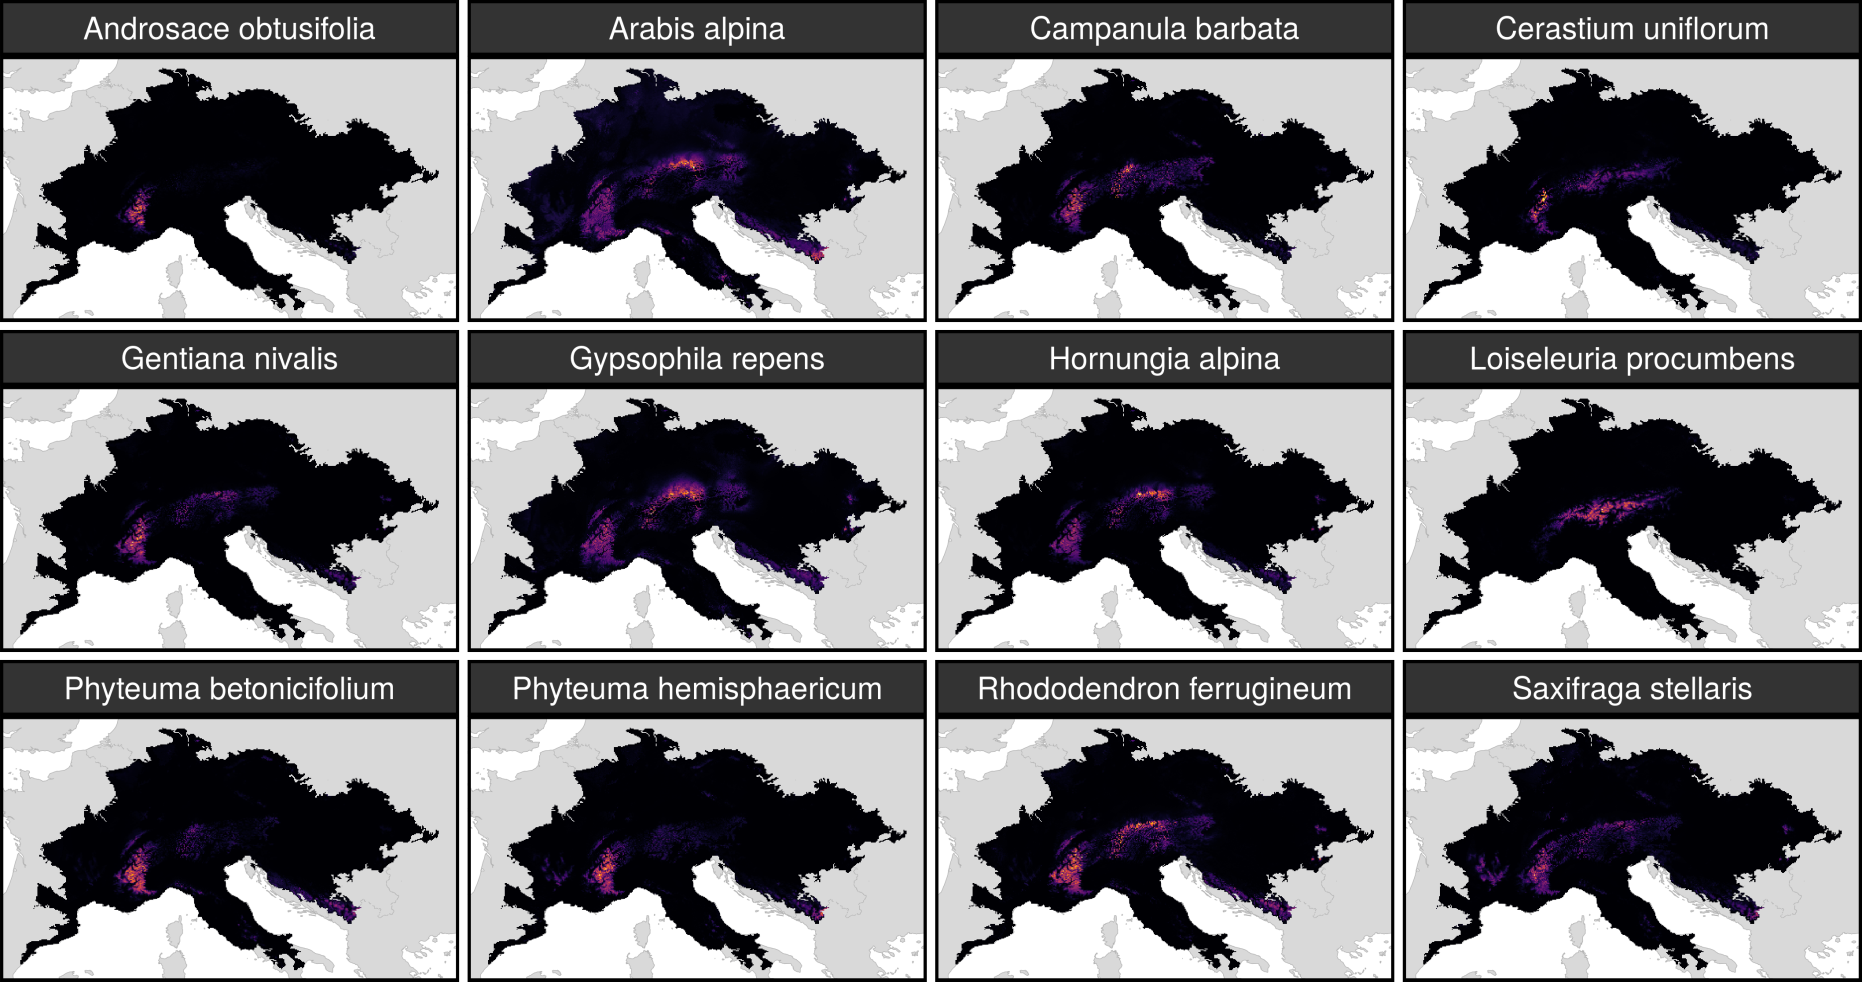 Androsace obtusifolia
Arabis alpina
Campanula barbata
Cerastium uniflorum
Gentiana nivalis
Gypsophila repens
Hornungia alpina
Loiseleuria procumbens
Phyteuma betonicifolium
Phyteuma hemisphaericum
Rhododendron ferrugineum
Saxifraga stellaris